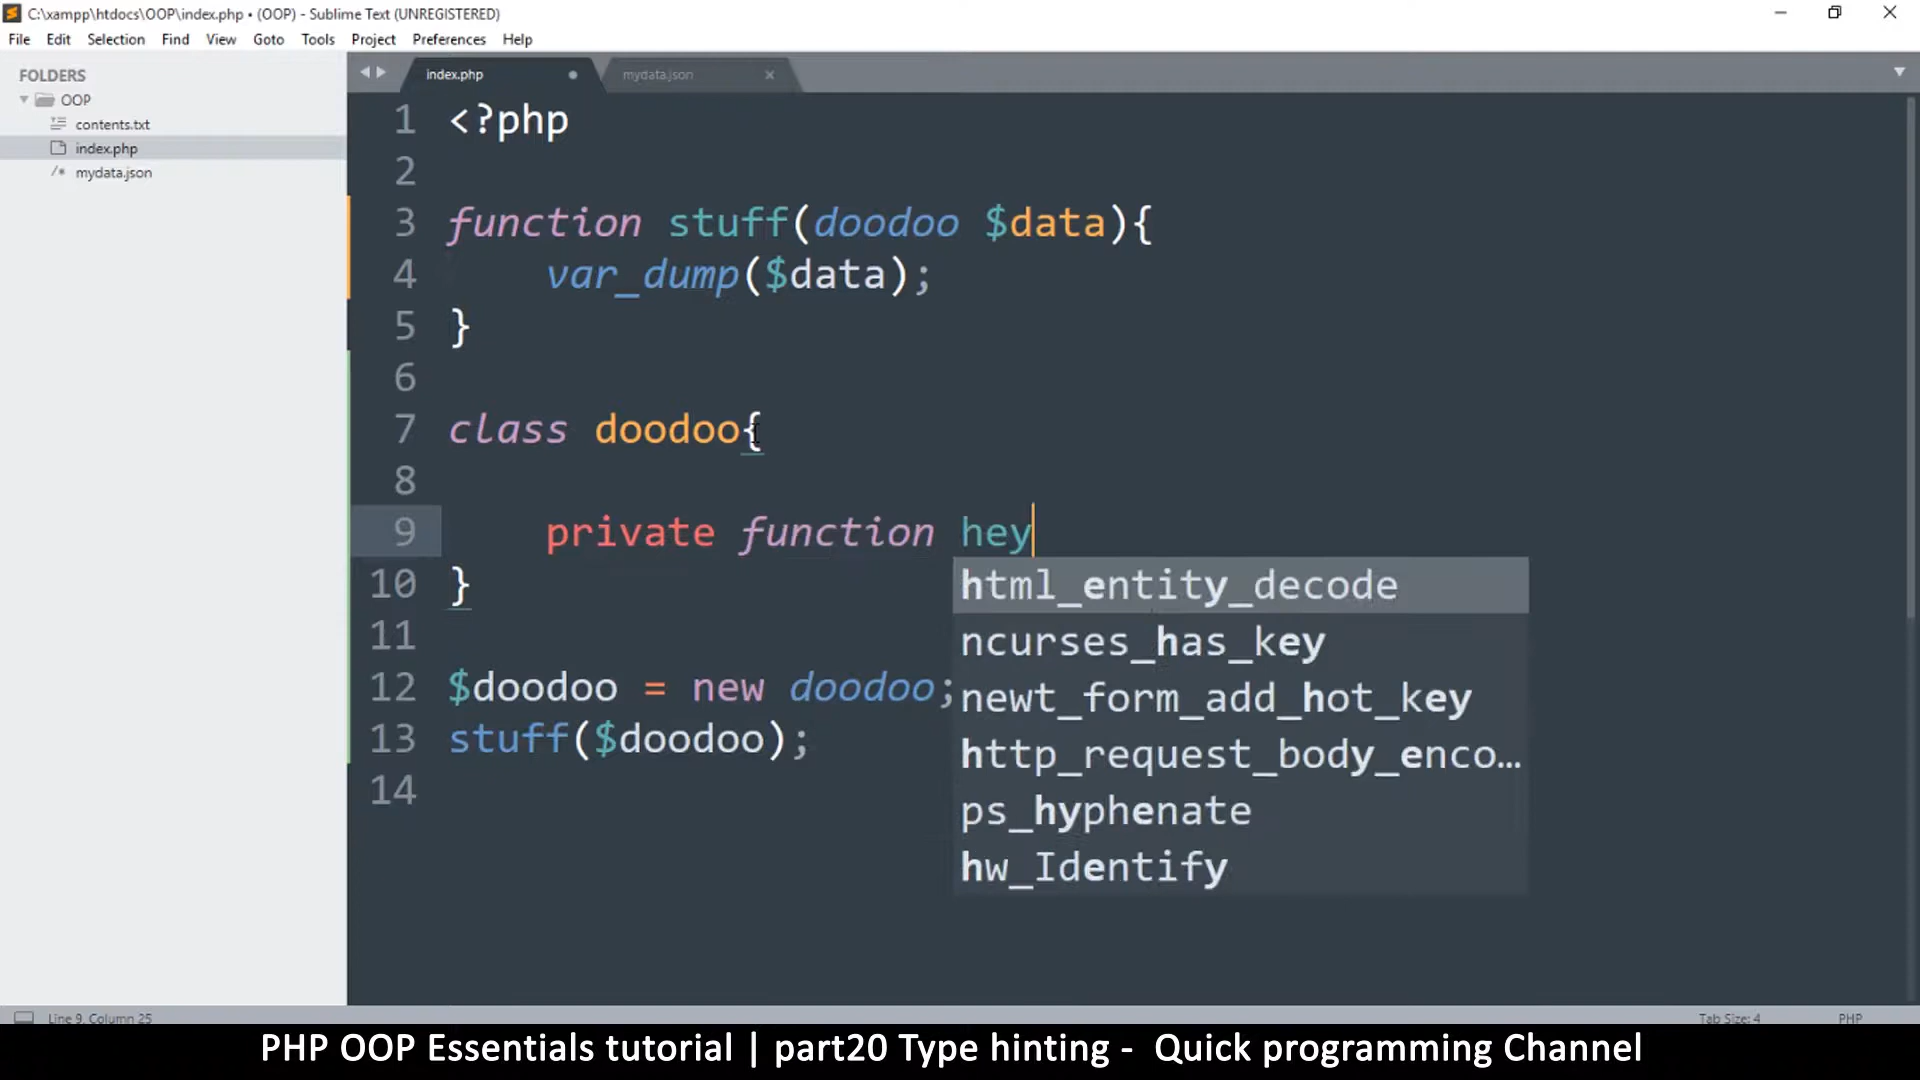 C:\xampp\htdocs\OOP\index.php • (OOP) - Sublime Text (UNREGISTERED)
File Edit Selection Find View Goto Tools Project Preferences Help
FOLDERS
OOP
contents.txt
index.php
mydata.json
index.php
mydata.json
1 <?php
2
3 function stuff(doodoo $data){
4 var_dump($data);
5 }
6
7 class doodoo{
8
9 private function hey
10 }
11
12 $doodoo = new doodoo;
13 stuff($doodoo);
14
html_entity_decode
ncurses_has_key
newt_form_add_hot_key
http_request_body_enco...
ps_hyphenate
hw_Identify
Line 9, Column 25
Tab Size: 4
PHP
PHP OOP Essentials tutorial | part20 Type hinting - Quick programming Channel